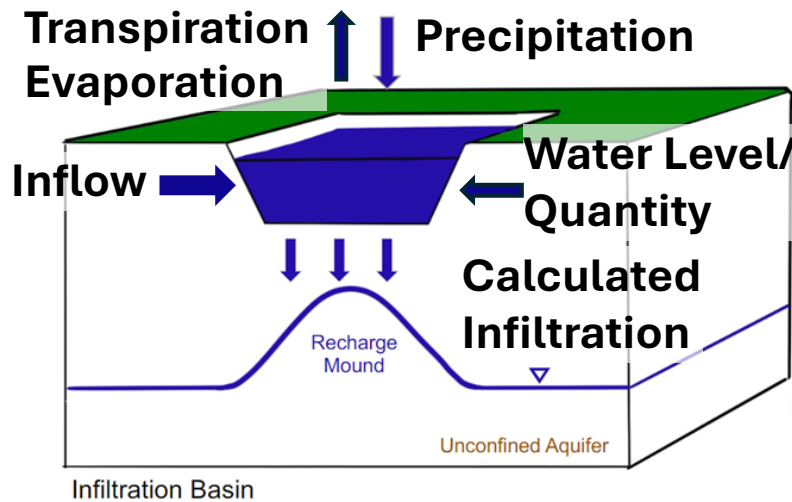 Transpiration
Evaporation
Precipitation
Inflow
Water Level/
Quantity
Calculated
Infiltration
Recharge
Mound
Unconfined Aquifer
Infiltration Basin